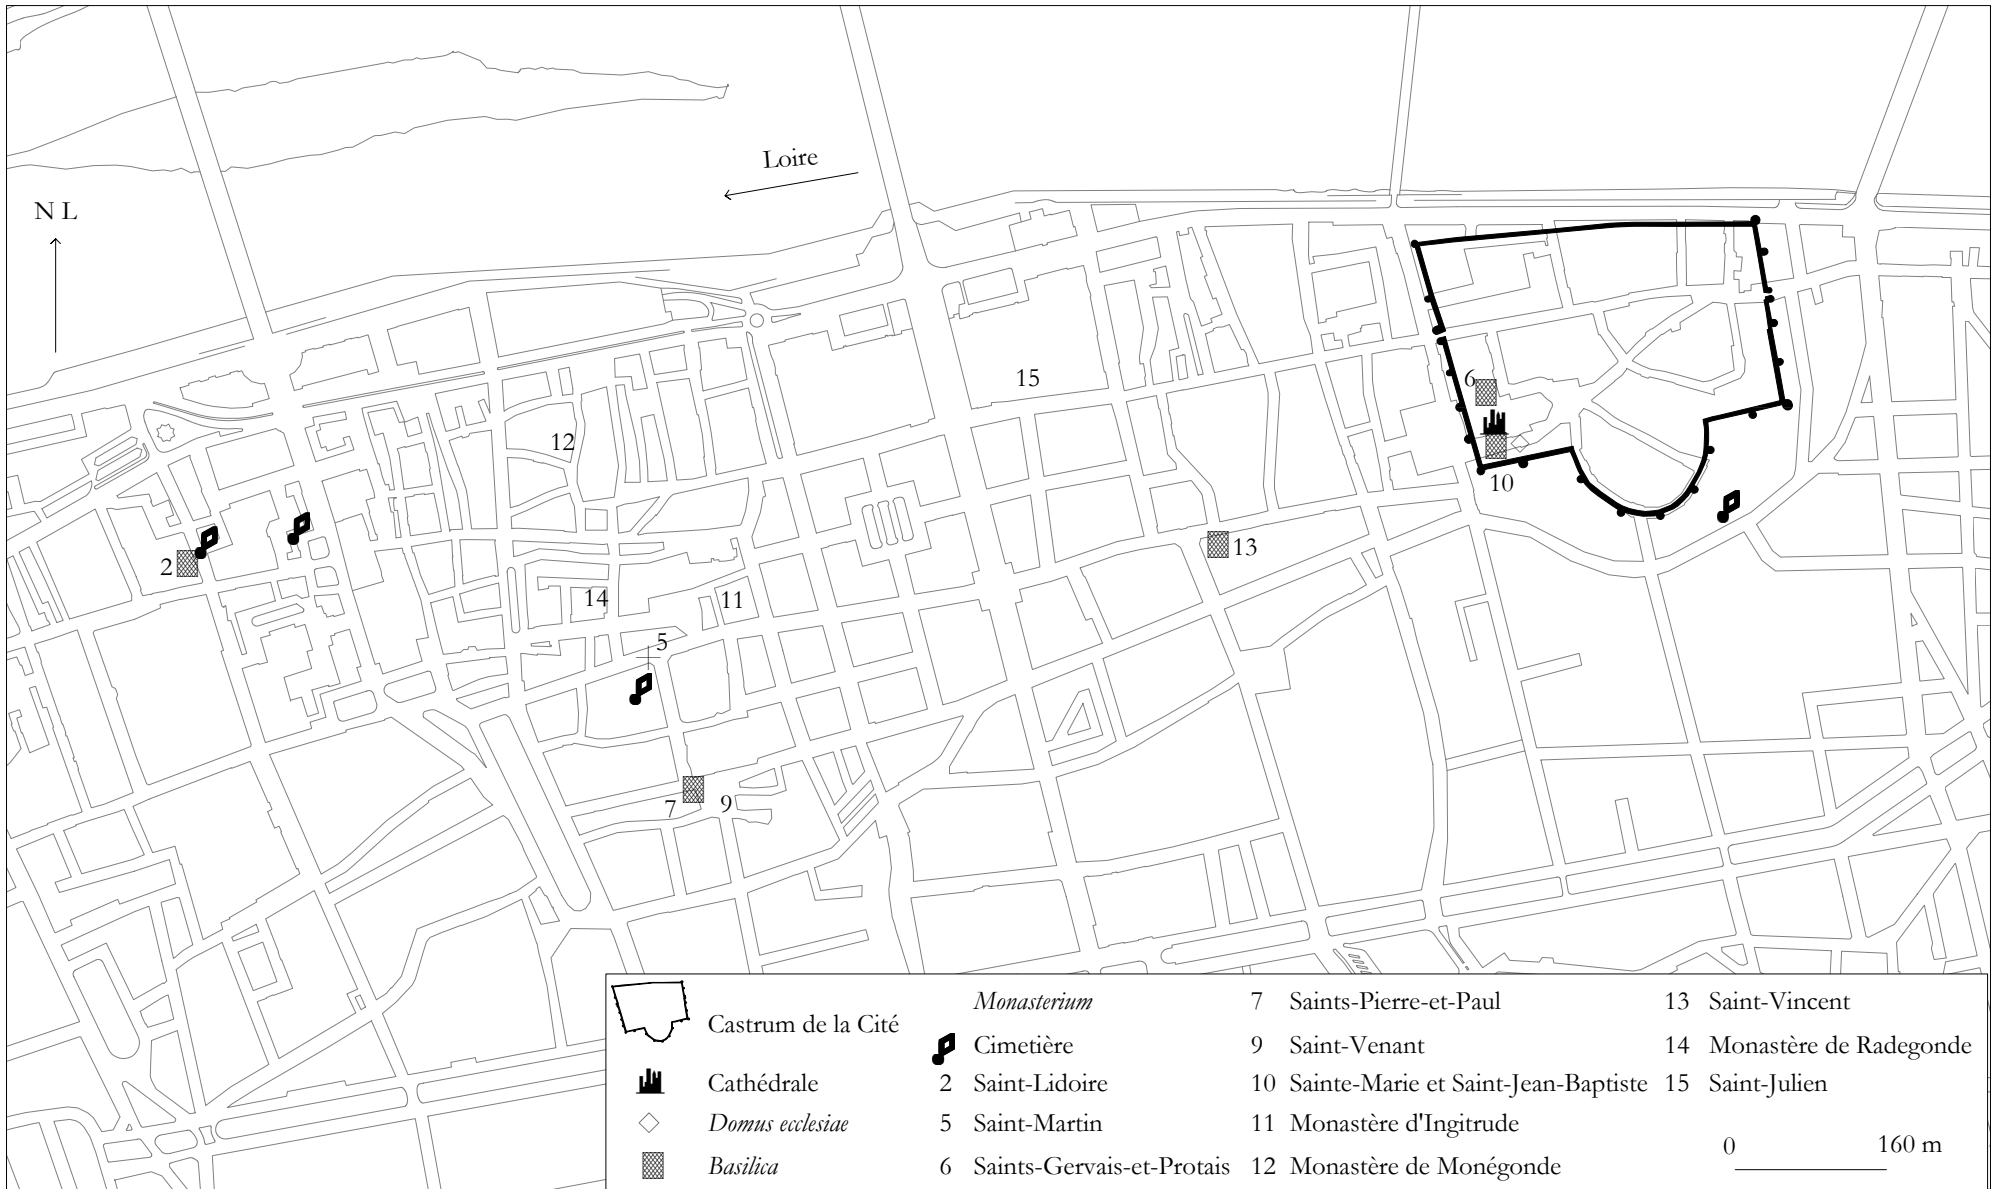 Loire
N L
15
6
12
10
13
2
14
11
5
7
9
Castrum de la Cité
Cathédrale
Domus ecclesiae
Basilica
Monasterium
Cimetière
2 Saint-Lidoire
5 Saint-Martin
6 Saints-Gervais-et-Protais
7 Saints-Pierre-et-Paul
9 Saint-Venant
10 Sainte-Marie et Saint-Jean-Baptiste
11 Monastère d'Ingitrude
12 Monastère de Monégonde
13 Saint-Vincent
14 Monastère de Radegonde
15 Saint-Julien
0 160 m